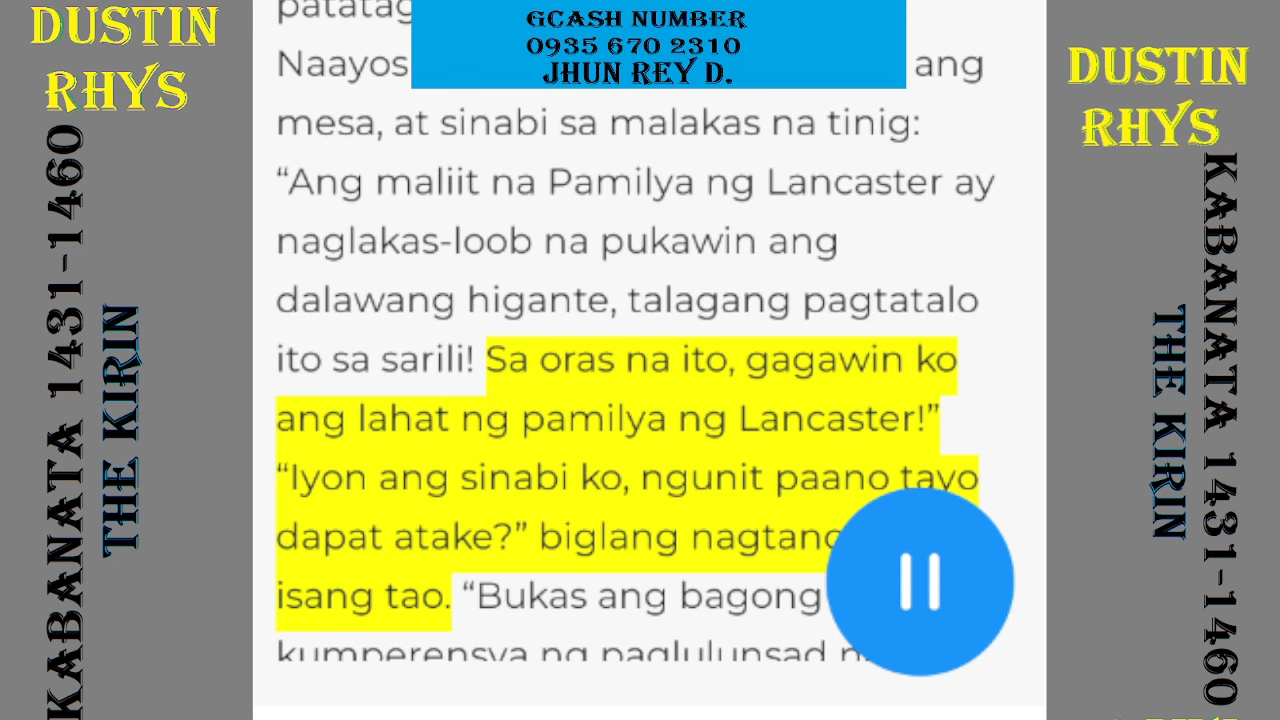 DUSTIN
RHYS
KABANATA 1431-1460
THE KIRIN
GCASH NUMBER
0935 670 2310
JHUN REY D.
Naayos ang
mesa, at sinabi sa malakas na tinig:
“Ang maliit na Pamilya ng Lancaster ay
naglakas-loob na pukawin ang
dalawang higante, talagang pagtatalo
ito sa sarili! Sa oras na ito, gagawin ko
ang lahat ng pamilya ng Lancaster!”
“Iyon ang sinabi ko, ngunit paano tayo
dapat atake?” biglang
isang tao. “Bukas ang bagong
kumperensya ng paglulunsad
DUSTIN
RHYS
KABANATA 1431-1460
THE KIRIN